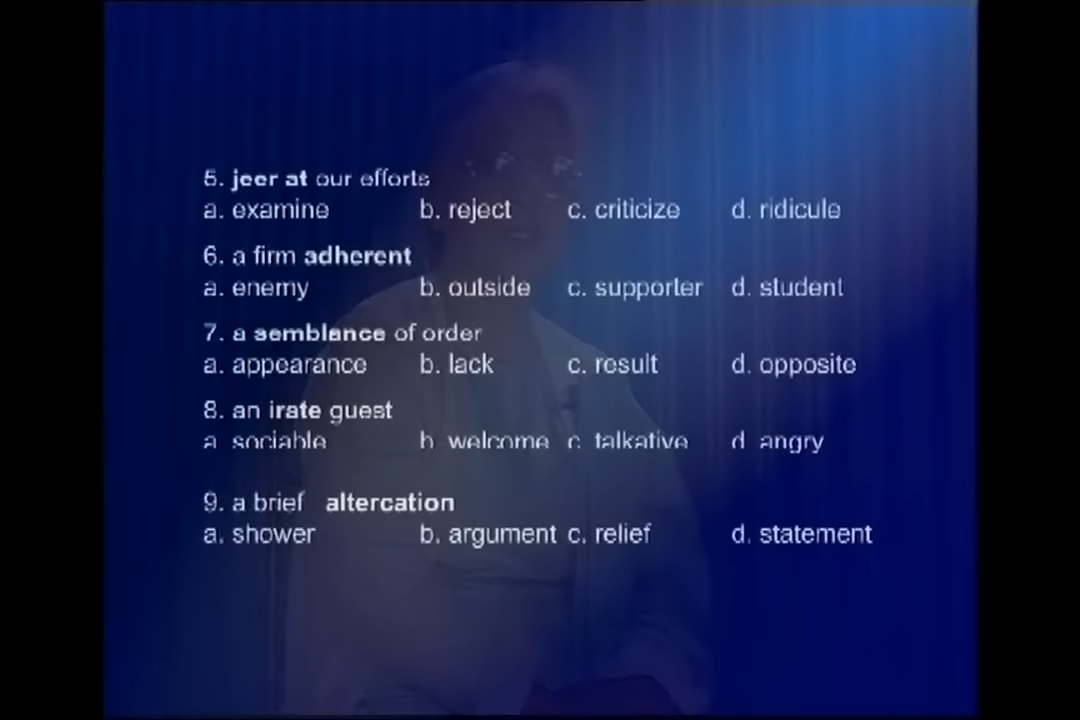 5. jeer at our efforts
a. examine b. reject c. criticize d. ridicule
6. a firm adherent
a. enemy b. outside c. supporter d. student
7. a semblance of order
a. appearance b. lack c. result d. opposite
8. an irate guest
a. sociable b. welcome c. talkative d. angry
9. a brief altercation
a. shower b. argument c. relief d. statement